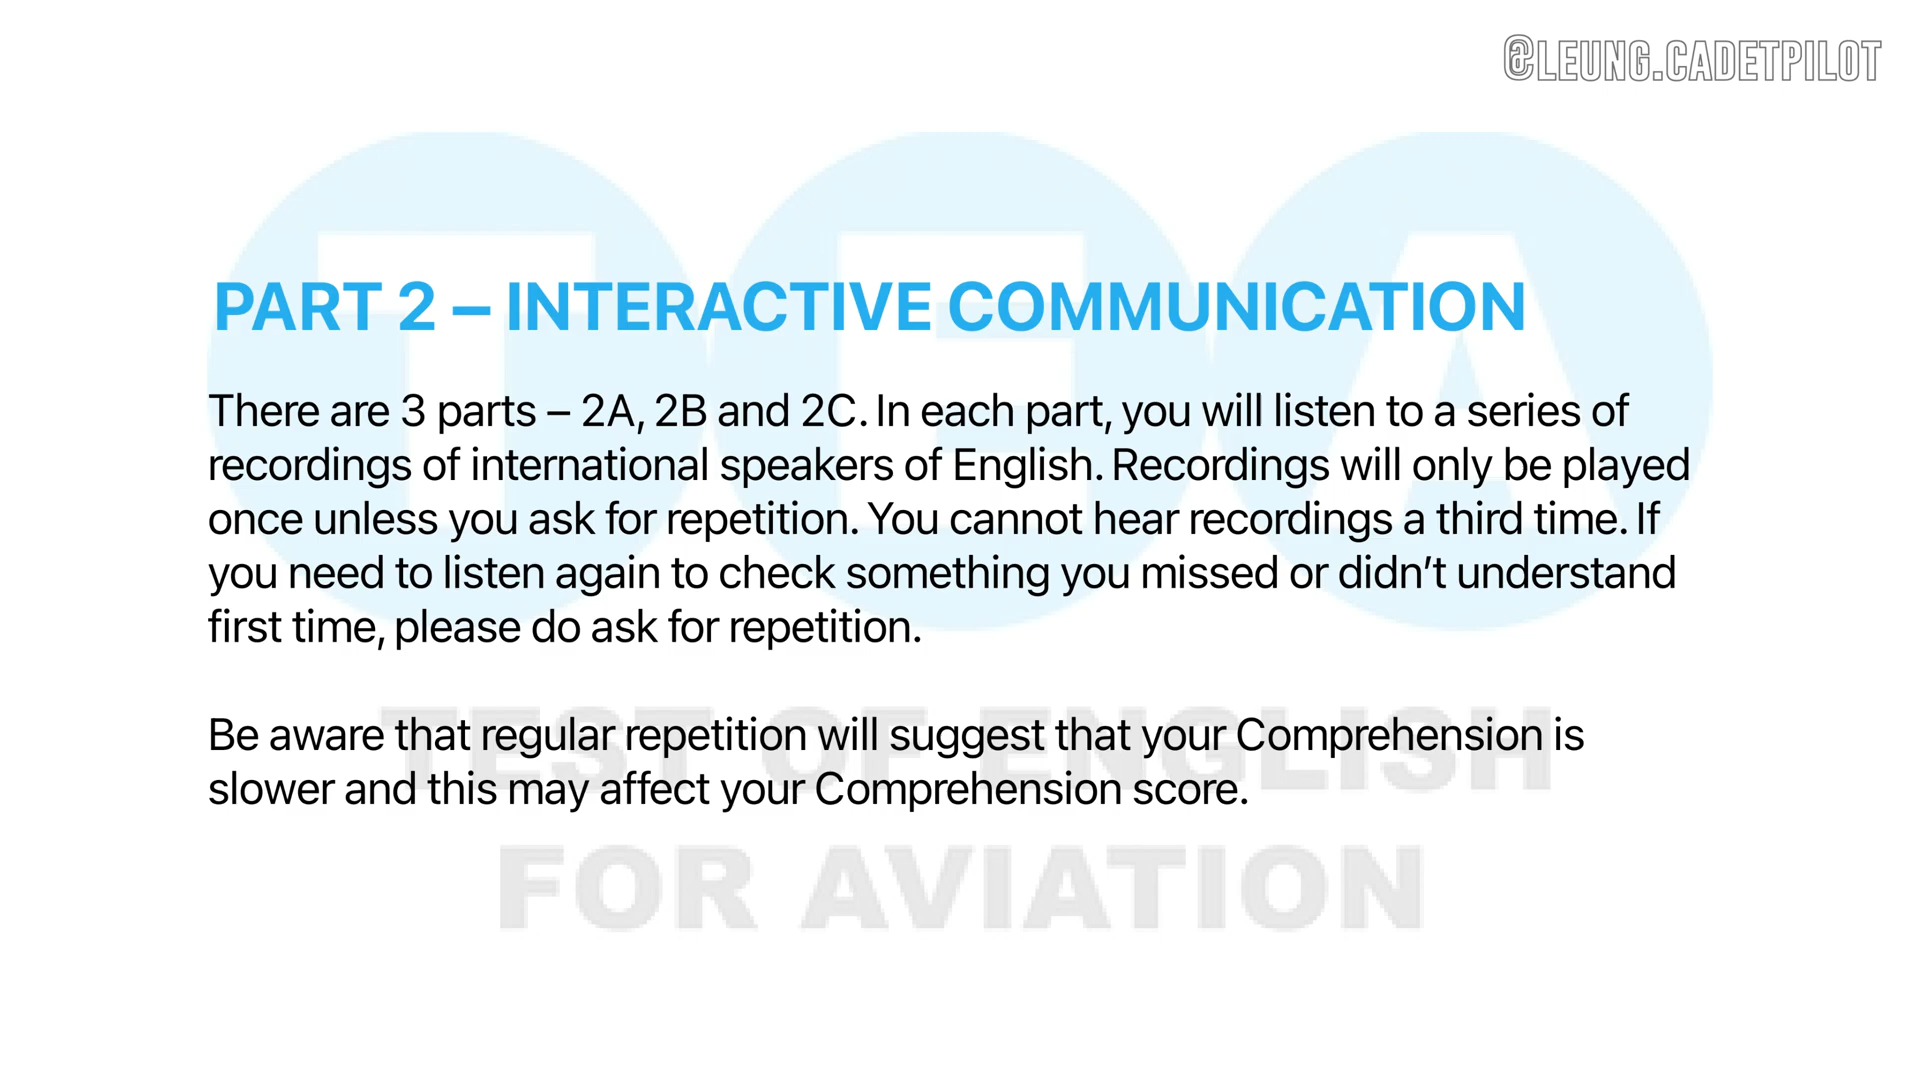 @LEUNG.CADETPILOT
PART 2 – INTERACTIVE COMMUNICATION
There are 3 parts – 2A, 2B and 2C. In each part, you will listen to a series of
recordings of international speakers of English. Recordings will only be played
once unless you ask for repetition. You cannot hear recordings a third time. If
you need to listen again to check something you missed or didn’t understand
first time, please do ask for repetition.
Be aware that regular repetition will suggest that your Comprehension is
slower and this may affect your Comprehension score.
TEA
TEST OF ENGLISH
FOR AVIATION